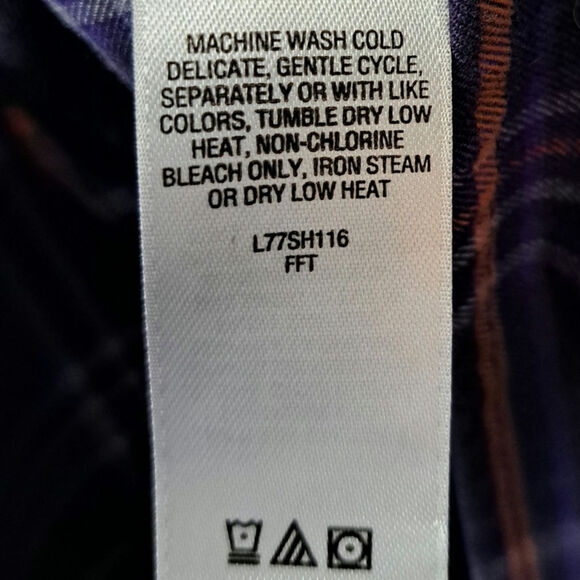 MACHINE WASH COLD
DELICATE, GENTLE CYCLE,
SEPARATELY OR WITH LIKE
COLORS, TUMBLE DRY LOW
HEAT, NON-CHLORINE
BLEACH ONLY, IRON STEAM
OR DRY LOW HEAT
L77SH116
FFT